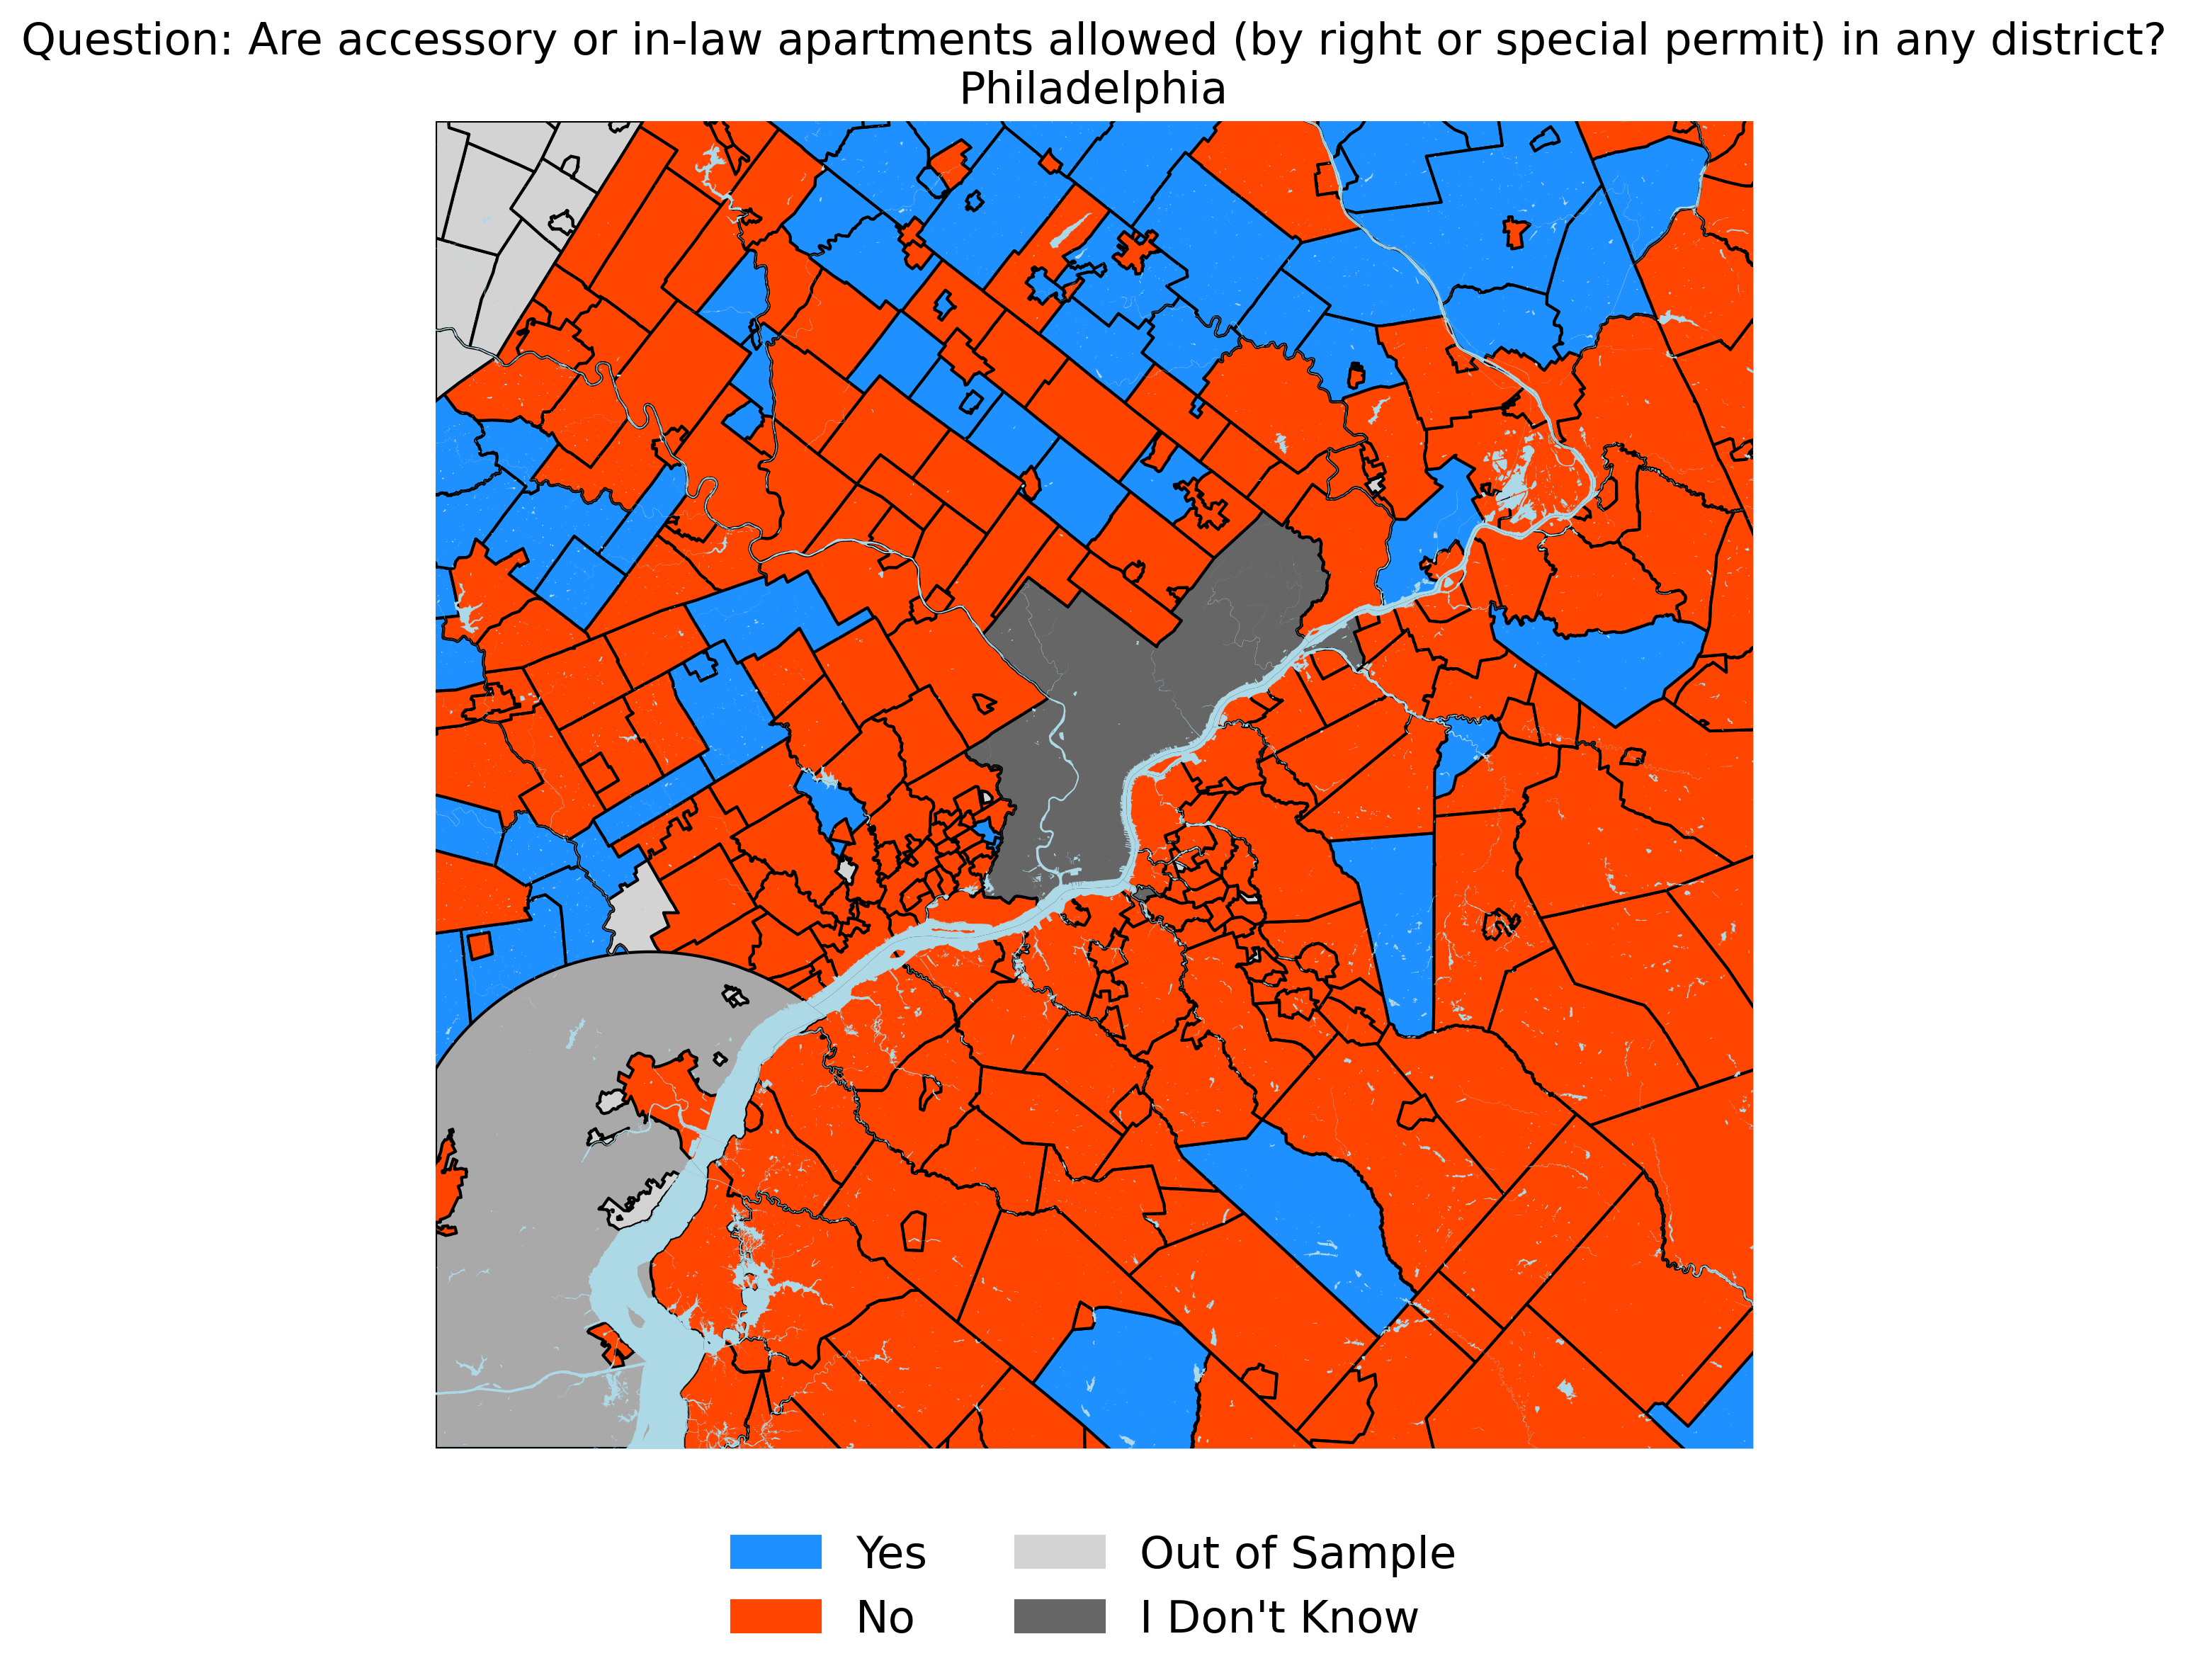 Question: Are accessory or in-law apartments allowed (by right or special permit) in any district?
Philadelphia
Yes
No
Out of Sample
I Don't Know